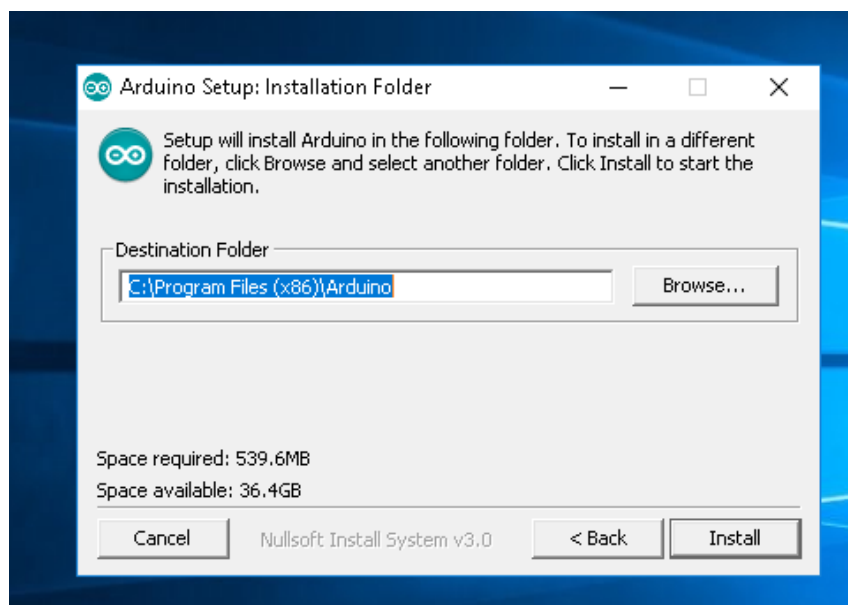 Arduino Setup: Installation Folder
Setup will install Arduino in the following folder. To install in a different
folder, click Browse and select another folder. Click Install to start the
installation.
Destination Folder
C:\Program Files (x86)\Arduino
Browse...
Space required: 539.6MB
Space available: 36.4GB
Cancel
Nullsoft Install System v3.0
< Back
Install